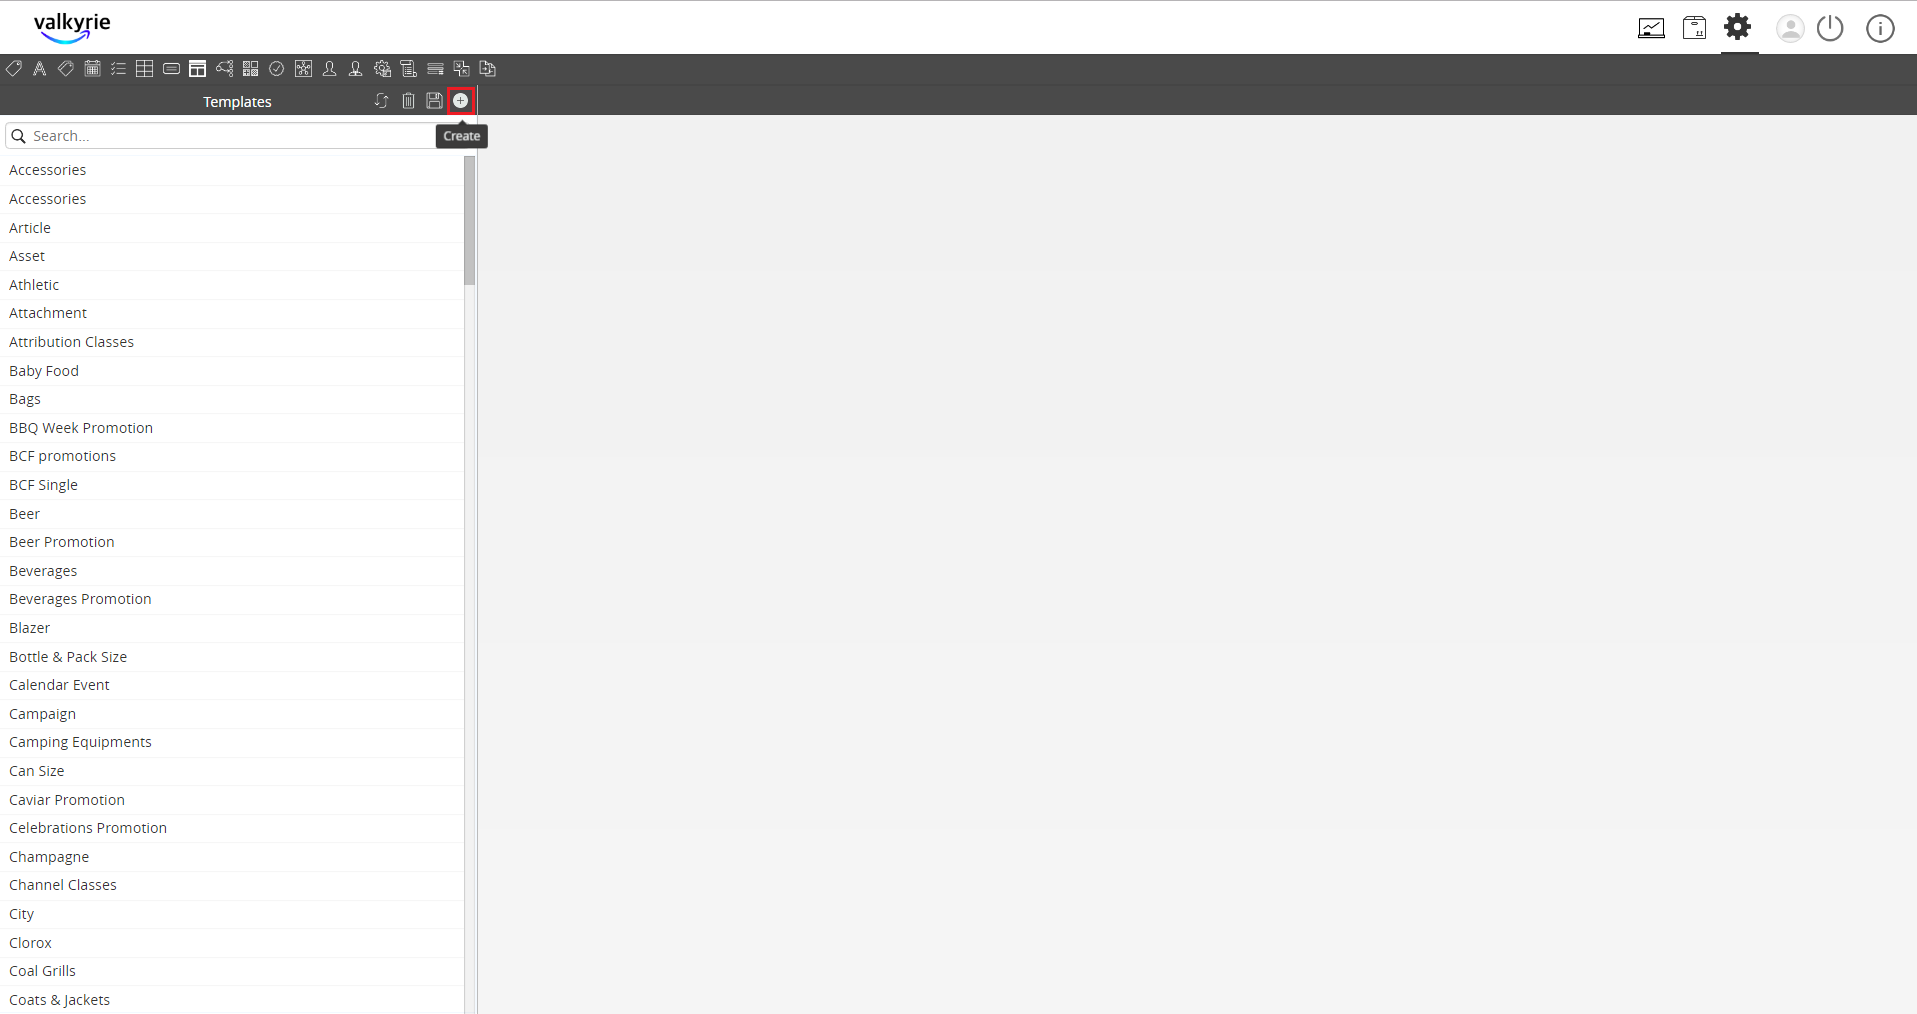 valkyrie
Templates
Search...
Create
Accessories
Accessories
Article
Asset
Athletic
Attachment
Attribution Classes
Baby Food
Bags
BBQ Week Promotion
BCF promotions
BCF Single
Beer
Beer Promotion
Beverages
Beverages Promotion
Blazer
Bottle & Pack Size
Calendar Event
Campaign
Camping Equipments
Can Size
Caviar Promotion
Celebrations Promotion
Champagne
Channel Classes
City
Clorox
Coal Grills
Coats & Jackets